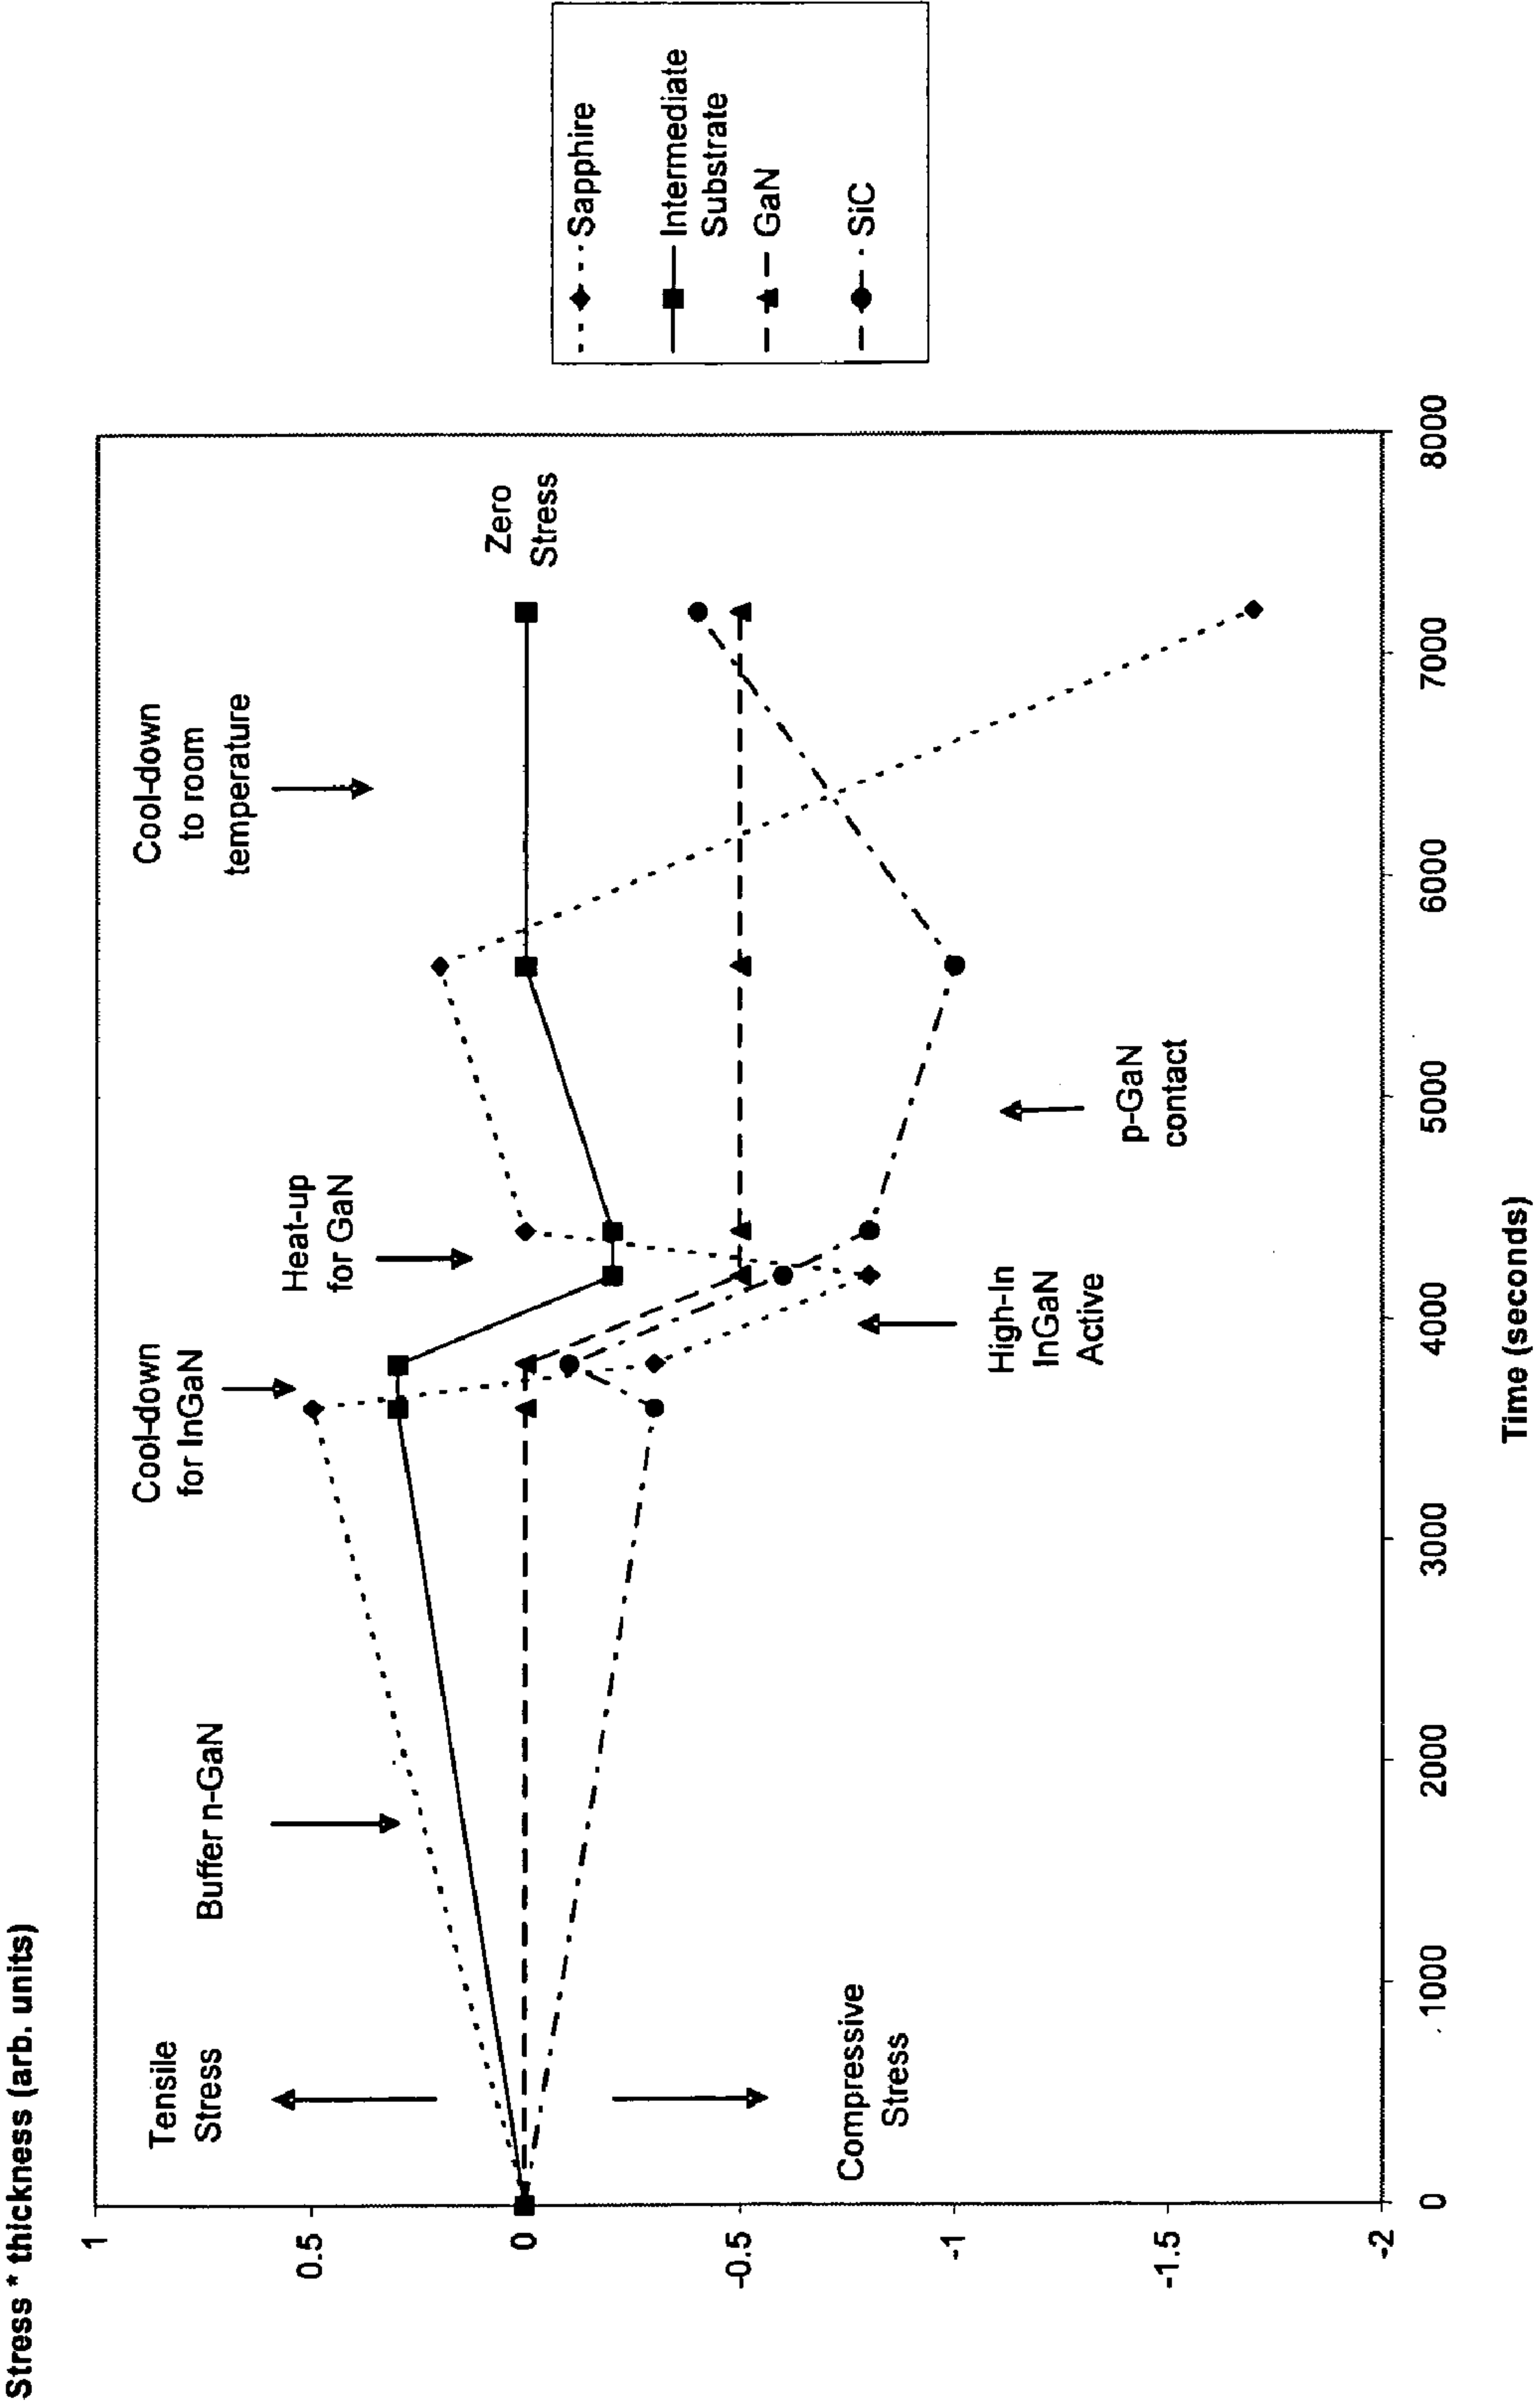 Stress * thickness (arb. units)
1
0.5
0
-0.5
-1
-1.5
-2
Tensile
Stress
Compressive
Stress
Buffer n-GaN
Cool-down
for InGaN
High-In
InGaN
Active
Heat-up
for GaN
p-GaN
contact
Cool-down
to room
temperature
Zero
Stress
0
1000
2000
3000
4000
5000
6000
7000
8000
Time (seconds)
Sapphire
Intermediate
Substrate
GaN
SiC